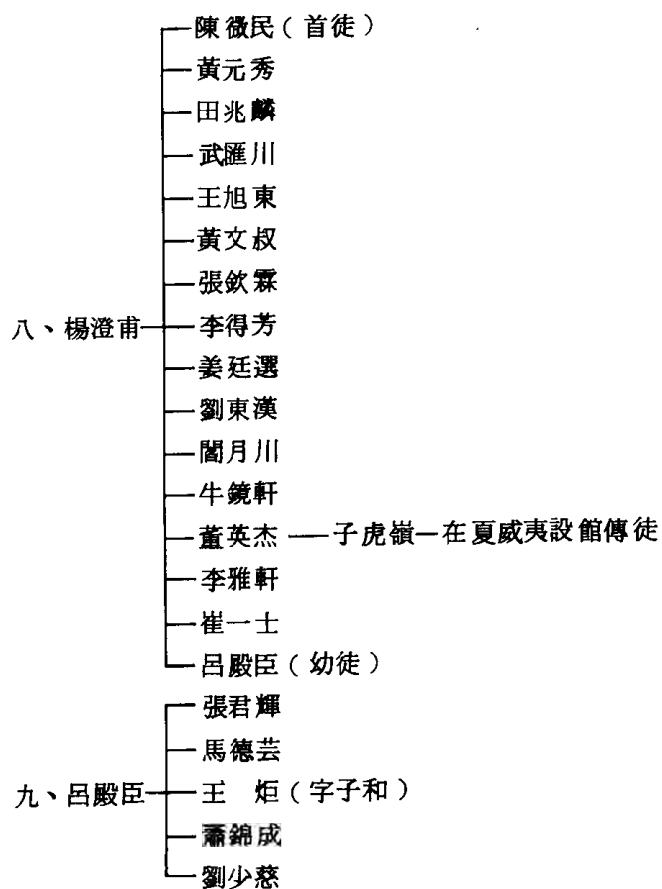 陳微民(首徒)
黃元秀
田兆麟
武匯川
王旭東
黃文叔
張欽霖
八、楊澄甫 李得芳
姜廷選
劉東漢
閻月川
牛鏡軒
董英杰 — 子虎嶺 — 在夏威夷設館傳徒
李雅軒
崔一士
呂殿臣(幼徒)
張君輝
馬德芸
九、呂殿臣 王 炬(字子和)
蕭錦成
劉少慈